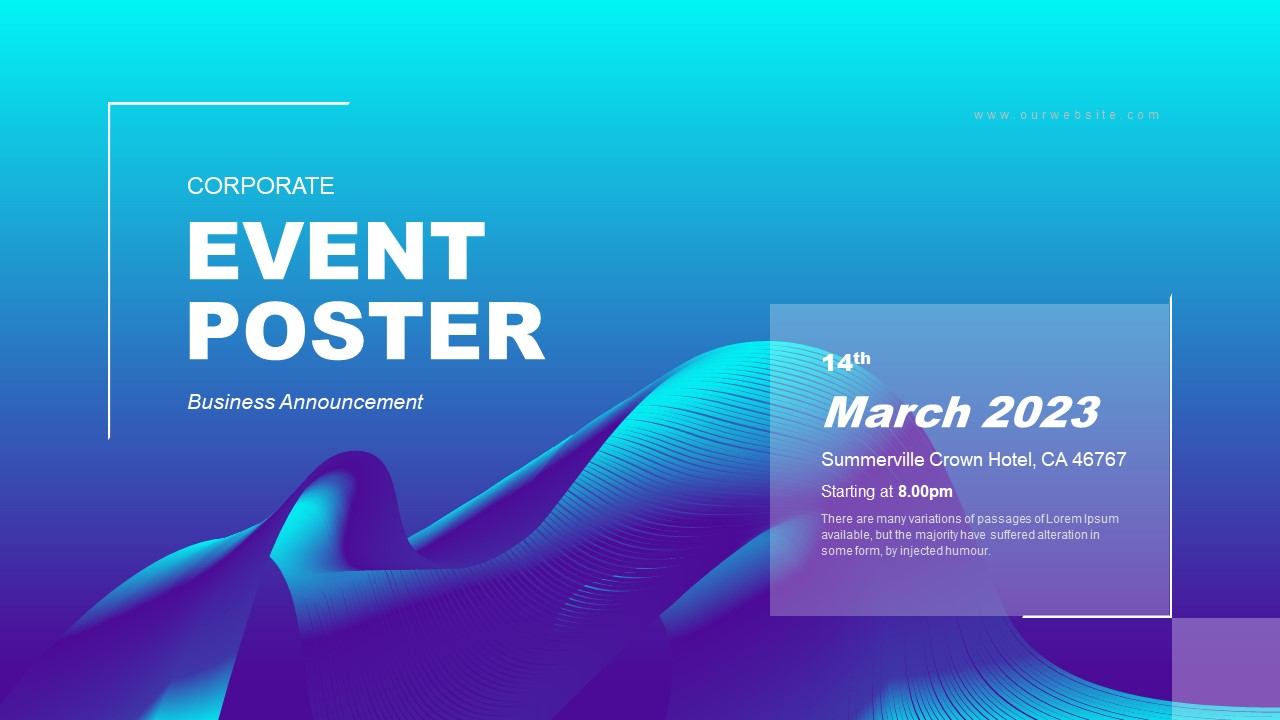 www.ourwebsite.com
CORPORATE
EVENT
POSTER
Business Announcement
14th
March 2023
Summerville Crown Hotel, CA 46767
Starting at 8.00pm
There are many variations of passages of Lorem Ipsum
available, but the majority have suffered alteration in
some form, by injected humour.